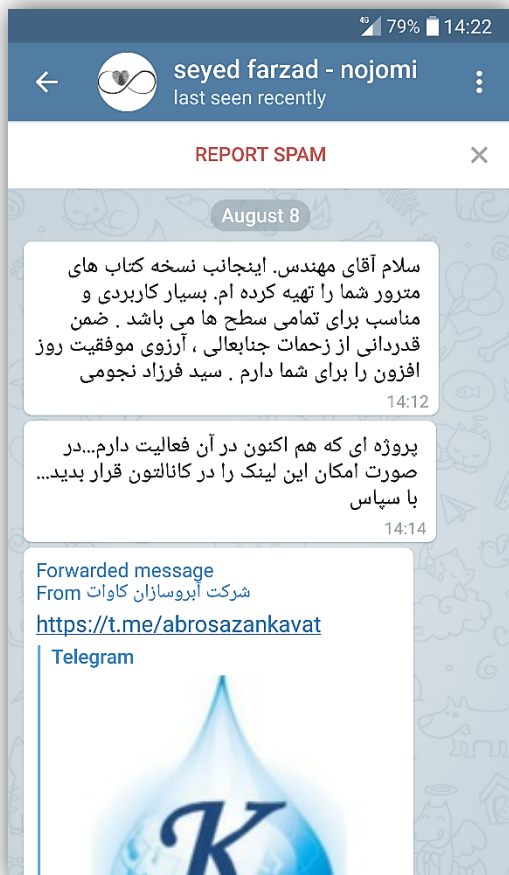 4G 79% 14:22
seyed farzad - nojomi
last seen recently
REPORT SPAM
August 8
سلام آقای مهندس. اینجانب نسخه کتاب های
مترور شما را تهیه کرده ام. بسیار کاربردی و
مناسب برای تمامی سطح ها می باشد . ضمن
قدردانی از زحمات جنابعالی ، آرزوی موفقیت روز
افزون را برای شما دارم . سید فرزاد نجومی
14:12
پروژه ای که هم اکنون در آن فعالیت دارم...در
صورت امکان این لینک را در کانالتون قرار بدید...
با سپاس
14:14
Forwarded message
From شرکت آبروسازان کاوات
https://t.me/abrosazankavat
Telegram
K